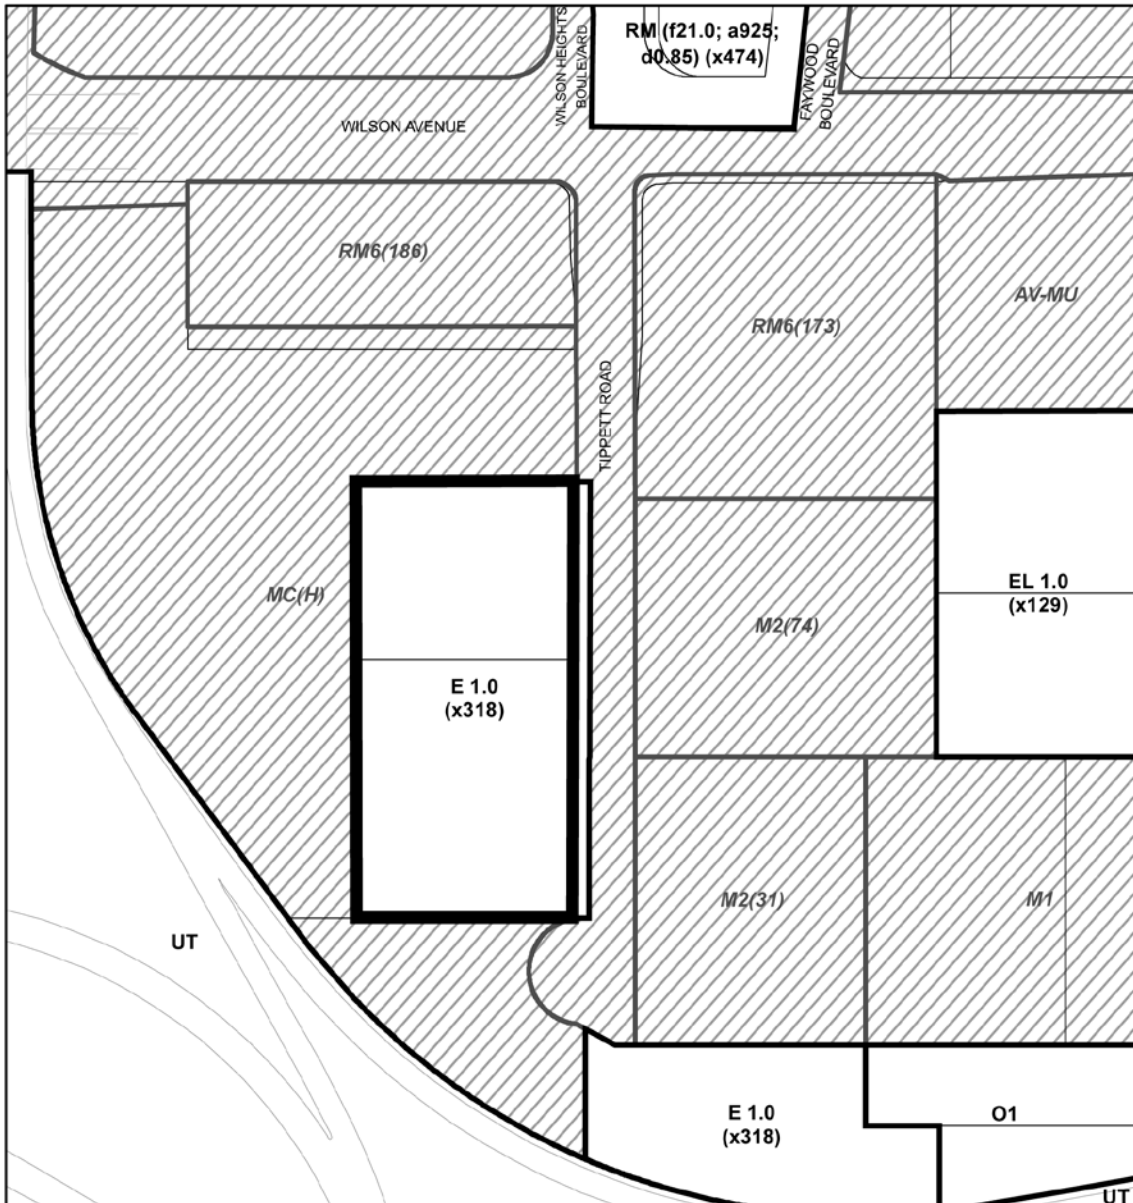 WILSON HEIGHTS
BOULEVARD
RM (f21.0; a925;
d0.85) (x474)
FAYWOOD
BOULEVARD
WILSON AVENUE
RM6(186)
AV-MU
RM6(173)
TIPPETT ROAD
EL 1.0
(x129)
MC(H)
M2(74)
E 1.0
(x318)
M2(31)
M1
UT
E 1.0
(x318)
O1
UT